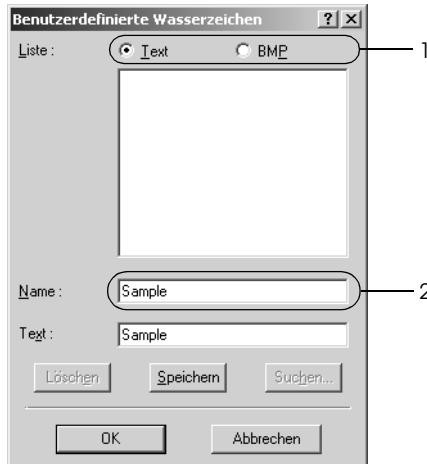 Benutzerdefinierte Wasserzeichen ? ×
Liste : Text BMP 1
Name : Sample 2
Text : Sample
Löschen Speichern Suchen...
OK Abbrechen